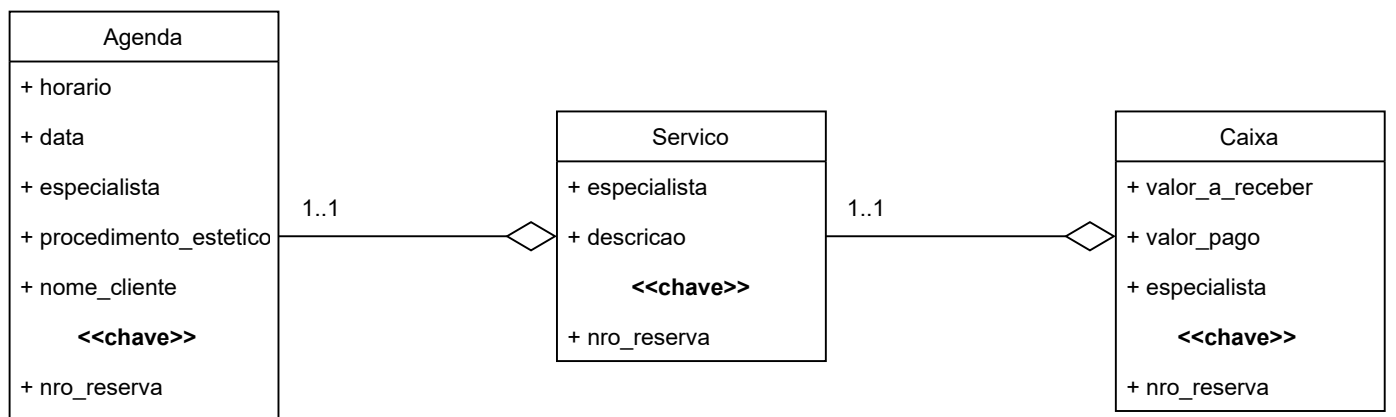 Agenda
+ horario
+ data
+ especialista
+ procedimento_estetico
+ nome_cliente
<<chave>>
+ nro_reserva
1..1
Servico
+ especialista
+ descricao
<<chave>>
+ nro_reserva
1..1
Caixa
+ valor_a_receber
+ valor_pago
+ especialista
<<chave>>
+ nro_reserva